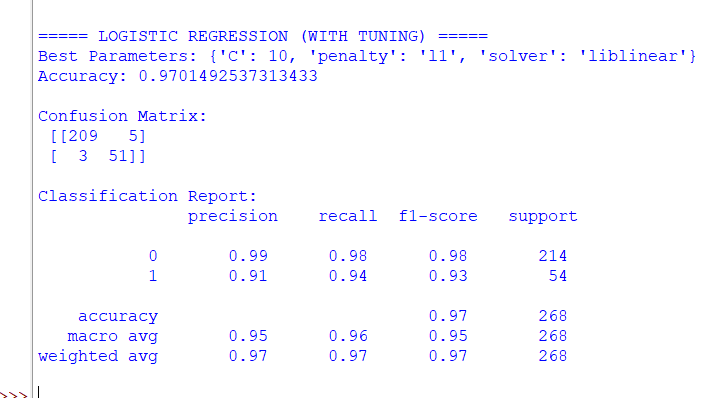 ===== LOGISTIC REGRESSION (WITH TUNING) =====
Best Parameters: {'C': 10, 'penalty': 'l1', 'solver': 'liblinear'}
Accuracy: 0.9701492537313433
Confusion Matrix:
[[209   5]
[  3  51]]
Classification Report:
precision    recall  f1-score   support
0       0.99      0.98      0.98       214
1       0.91      0.94      0.93        54
accuracy                           0.97       268
macro avg       0.95      0.96      0.95       268
weighted avg       0.97      0.97      0.97       268
>>>